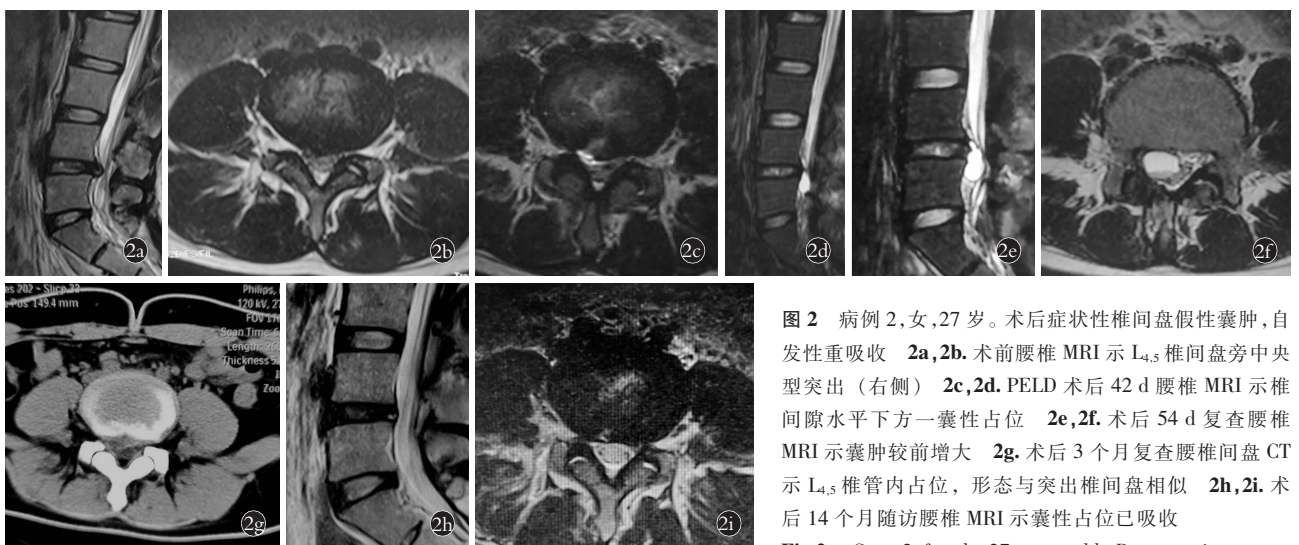 2a
2b
2c
2d
2e
2f
202 - Slice 22
Pos: 149.4 mm
Philips,
120 kV, 2
FOV
Scan Time:
Length:
Thickness
Zoo
2g
2h
2i
图 2 病例 2,女,27 岁。术后症状性椎间盘假性囊肿,自
发性重吸收 2a,2b. 术前腰椎 MRI 示 L4,5 椎间盘旁中央
型突出（右侧） 2c,2d. PELD 术后 42 d 腰椎 MRI 示椎
间隙水平下方一囊性占位 2e,2f. 术后 54 d 复查腰椎
MRI 示囊肿较前增大 2g. 术后 3 个月复查腰椎间盘 CT
示 L4,5 椎管内占位，形态与突出椎间盘相似 2h,2i. 术
后 14 个月随访腰椎 MRI 示囊性占位已吸收